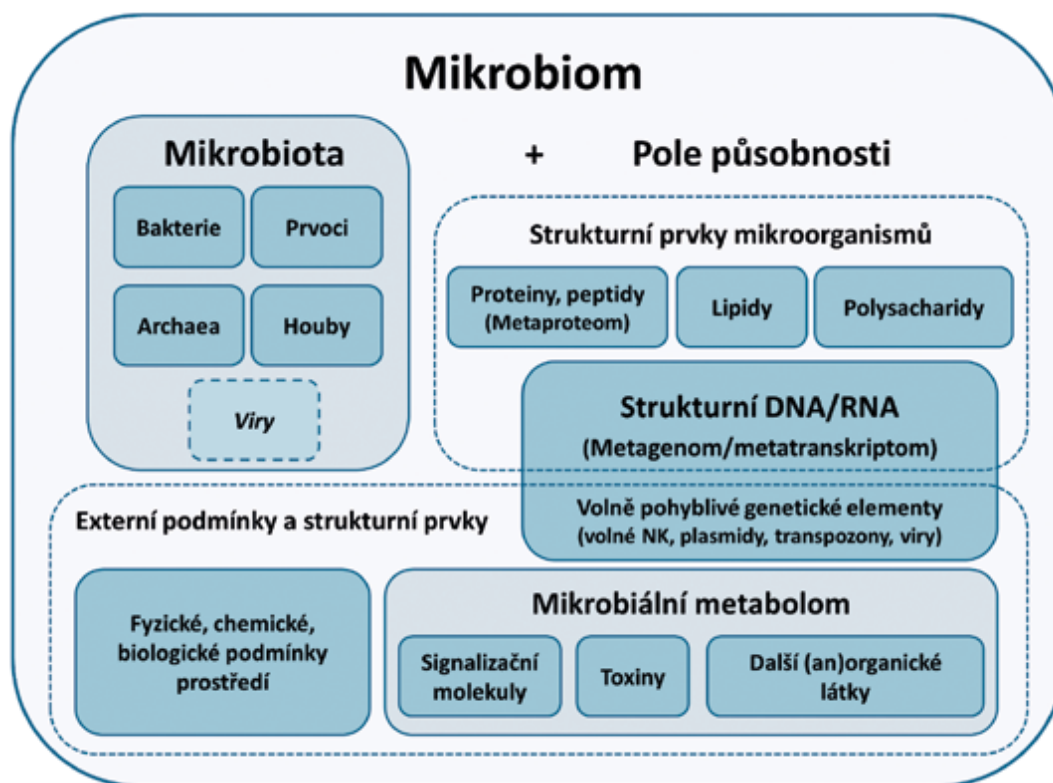 Mikrobiom
Mikrobiota
+ Pole působnosti
Bakterie
Prvoci
Archaea
Houby
Viry
Strukturní prvky mikroorganismů
Proteiny, peptidy
(Metaproteom)
Lipidy
Polysacharidy
Strukturní DNA/RNA
(Metagenom/metatranskriptom)
Volně pohyblivé genetické elementy
(volné NK, plasmidy, transpozony, viry)
Externí podmínky a strukturní prvky
Fyzické, chemické,
biologické podmínky
prostředí
Mikrobiální metabolom
Signalizační
molekuly
Toxiny
Další (an)organické
látky